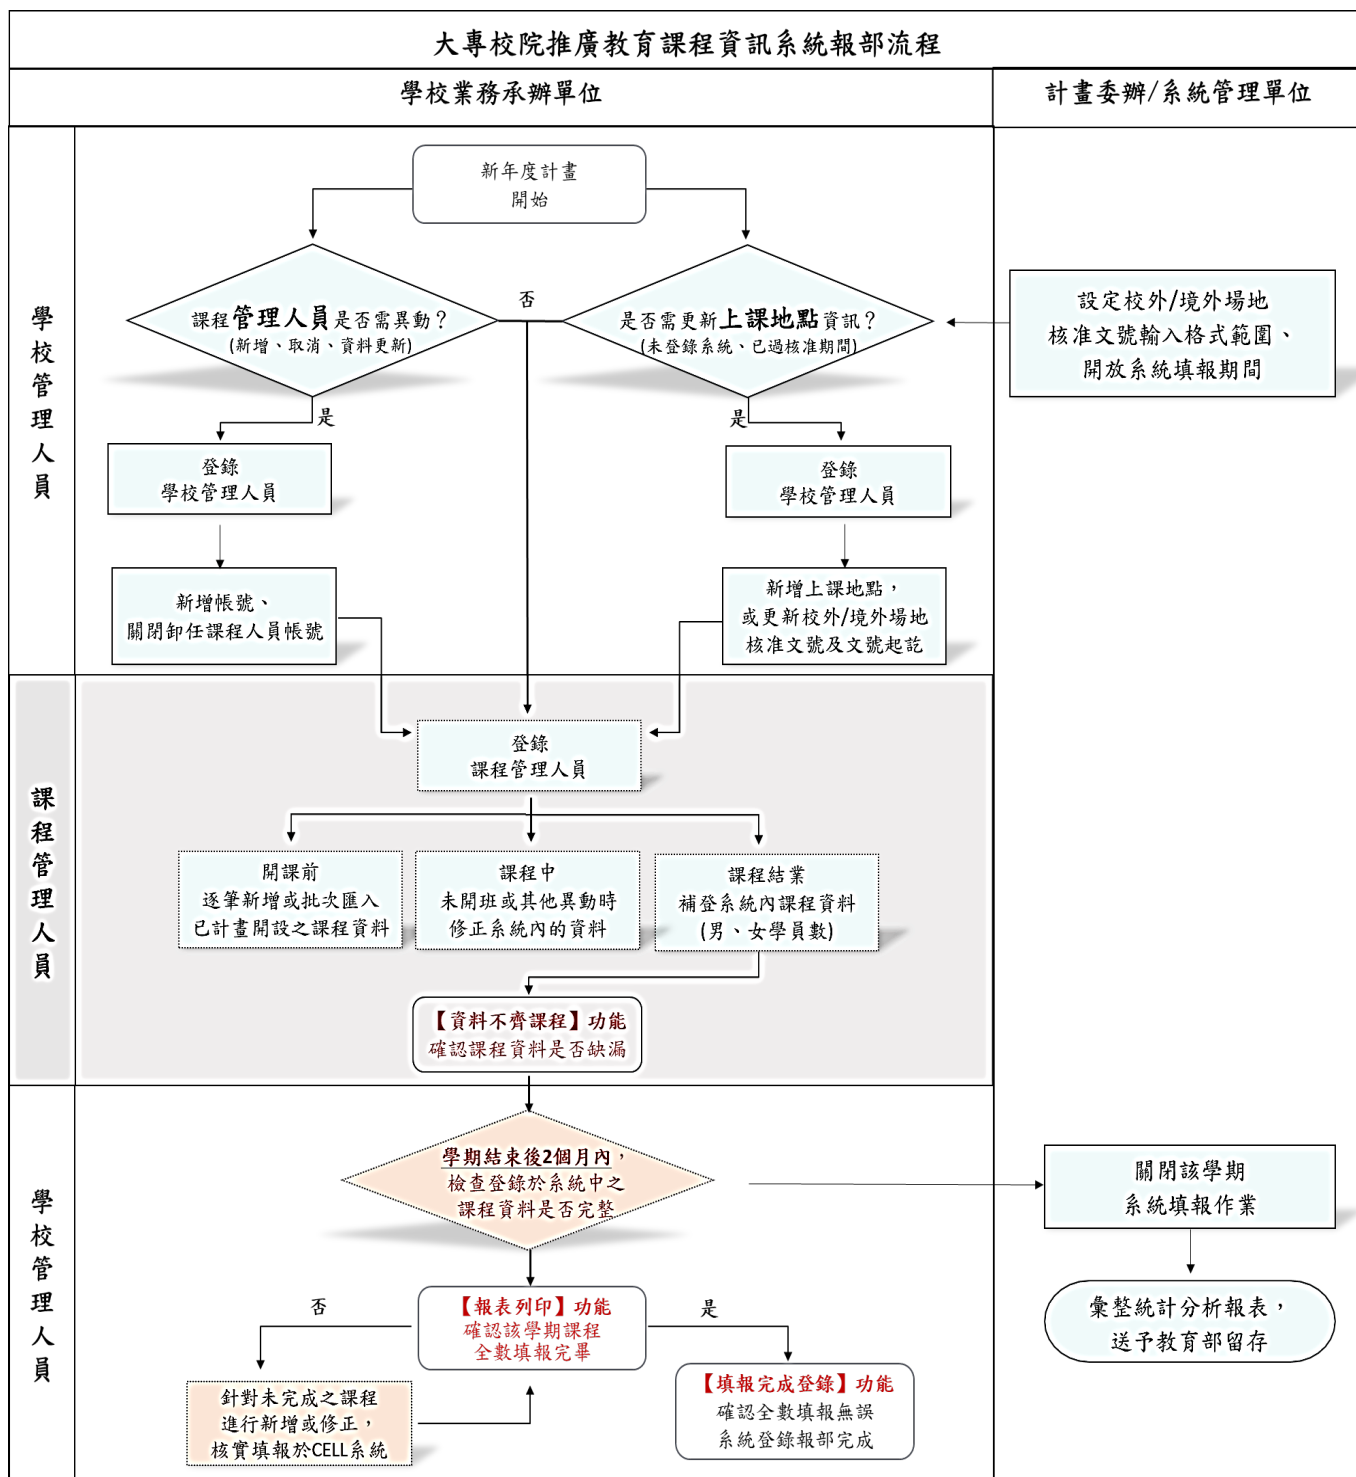 大專校院推廣教育課程資訊系統報部流程
學校業務承辦單位
計畫委辦/系統管理單位
學校管理人員
新年度計畫
開始
課程管理人員是否需異動？
(新增、取消、資料更新)
否
是否需更新上課地點資訊？
(未登錄系統、已過核准期間)
設定校外/境外場地
核准文號輸入格式範圍、
開放系統填報期間
是
是
登錄
學校管理人員
登錄
學校管理人員
新增帳號、
關閉卸任課程人員帳號
新增上課地點，
或更新校外/境外場地
核准文號及文號起訖
課程管理人員
登錄
課程管理人員
開課前
逐筆新增或批次匯入
已計畫開設之課程資料
課程中
未開班或其他異動時
修正系統內的資料
課程結業
補登系統內課程資料
(男、女學員數)
【資料不齊課程】功能
確認課程資料是否缺漏
學校管理人員
學期結束後2個月內，
檢查登錄於系統中之
課程資料是否完整
關閉該學期
系統填報作業
彙整統計分析報表，
送予教育部留存
否
【報表列印】功能
確認該學期課程
全數填報完畢
是
針對未完成之課程
進行新增或修正，
核實填報於CELL系統
【填報完成登錄】功能
確認全數填報無誤
系統登錄報部完成